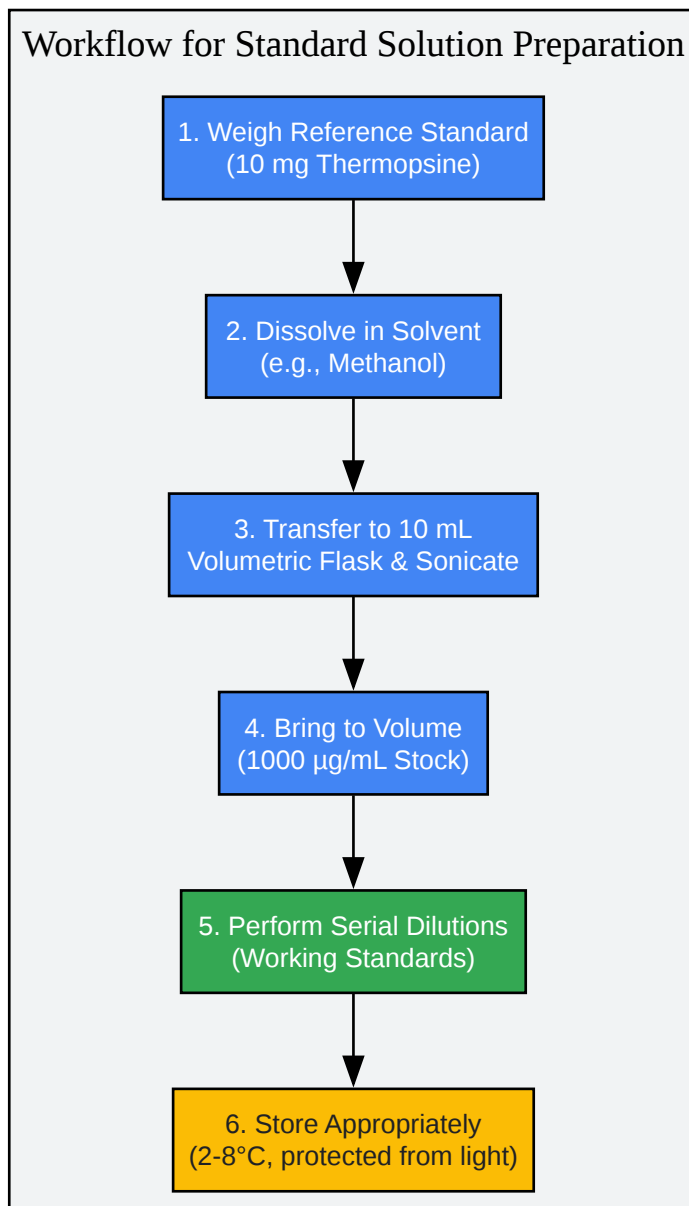 Workflow for Standard Solution Preparation
1. Weigh Reference Standard
(10 mg Thermopsine)
2. Dissolve in Solvent
(e.g., Methanol)
3. Transfer to 10 mL
Volumetric Flask & Sonicate
4. Bring to Volume
(1000 µg/mL Stock)
5. Perform Serial Dilutions
(Working Standards)
6. Store Appropriately
(2-8°C, protected from light)